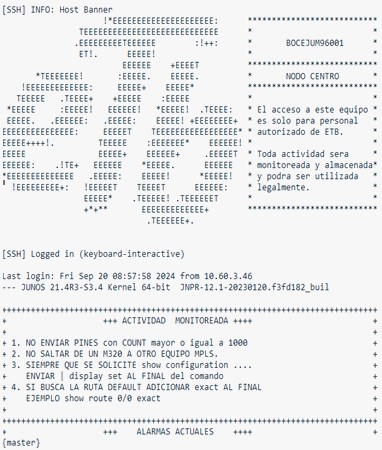 [SSH] INFO: Host Banner
!*EEEEEEEEEEEEEEEEEEEEE: *************************
TEEEEEEEEEEEEEEEEEEEEEEEEEEE * *
.EEEEEEEEETEEEEEE :!++: * BOCEJUM96001 *
ET!. EEEEE! * *
EEEEEE +EEEET *************************
*TEEEEEEE! :EEEEE. EEEEE. * NODO CENTRO *
!EEEEEEEEEEEEE: EEEEE+ EEEEEE *************************
TEEEEE .TEEEE+ +EEEEE :EEEEE * *
*EEEEE :EEEEE! EEEEEE! *EEEEE! .TEEEE: * El acceso a este equipo *
EEEEE. .EEEEEE: .EEEEE: EEEEE! +EEEEEEEE+ * es solo para personal *
EEEEEEEEEEEEEEE: EEEEET TEEEEEEEEEEEEEEEEE* * autorizado de ETB. *
EEEEE++++!. TEEEEE :EEEEEEE* EEEEEE! * *
EEEEE EEEEE+ EEEEEE+ .EEEEET * Toda actividad sera *
EEEEEE: .!TE+ EEEEEE *EEEEE. EEEEEE * monitoreada y almacenada*
*EEEEEEEEEEEEEE .EEEEE: EEEEE! *EEEEE! * y podra ser utilizada *
!EEEEEEEEE+: !EEEEET TEEEET EEEEEE: * legalmente. *
EEEEE* .TEEEEE! .TEEEEEET * *
+*+** EEEEEEEEEEEEE+ *************************
.TEEEEEE+.
[SSH] Logged in (keyboard-interactive)
Last login: Fri Sep 20 08:57:58 2024 from 10.60.3.46
--- JUNOS 21.4R3-S3.4 Kernel 64-bit JNPR-12.1-20230120.f3fd182_buil
+++++++++++++++++++++++++++++++++++++++++++++++++++++++++++++++++++++++++
+ +++ ACTIVIDAD MONITOREADA ++++ +
+ +
+ 1. NO ENVIAR PINES con COUNT mayor o igual a 1000 +
+ 2. NO SALTAR DE UN M320 A OTRO EQUIPO MPLS. +
+ 3. SIEMPRE QUE SE SOLICITE show configuration .... +
+ ENVIAR | display set AL FINAL del comando +
+ 4. SI BUSCA LA RUTA DEFAULT ADICIONAR exact AL FINAL +
+ EJEMPLO show route 0/0 exact +
+ +
+++++++++++++++++++++++++++++++++++++++++++++++++++++++++++++++++++++++++
+ +++ ALARMAS ACTUALES ++++ +
{master}